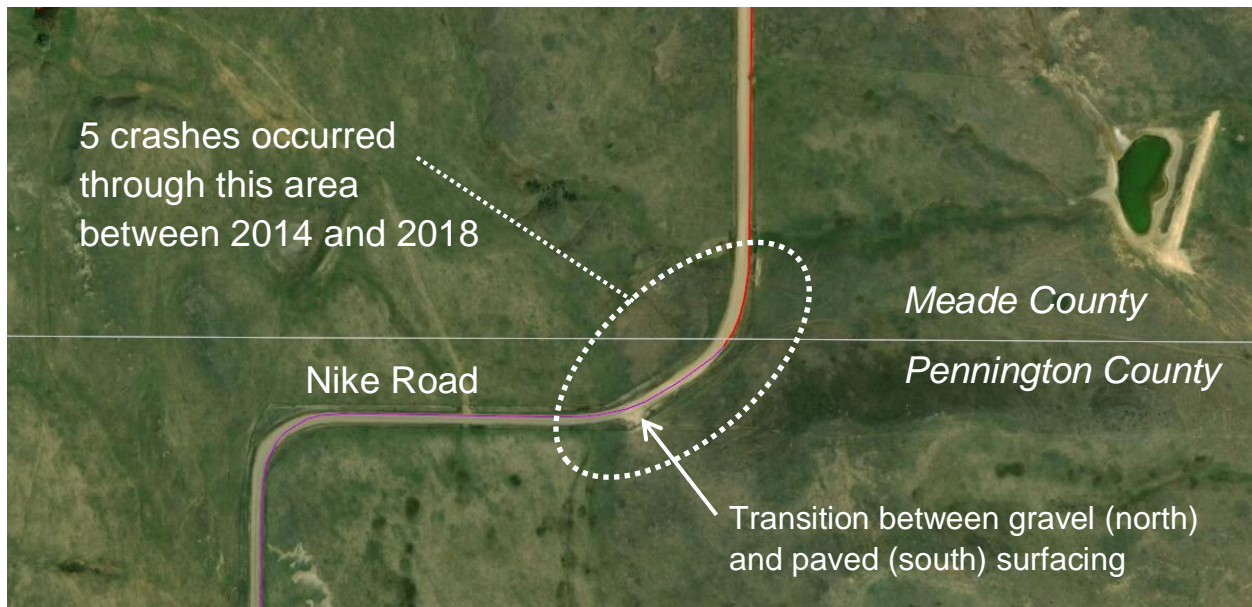 5 crashes occurred
through this area
between 2014 and 2018
Meade County
Nike Road
Pennington County
Transition between gravel (north)
and paved (south) surfacing